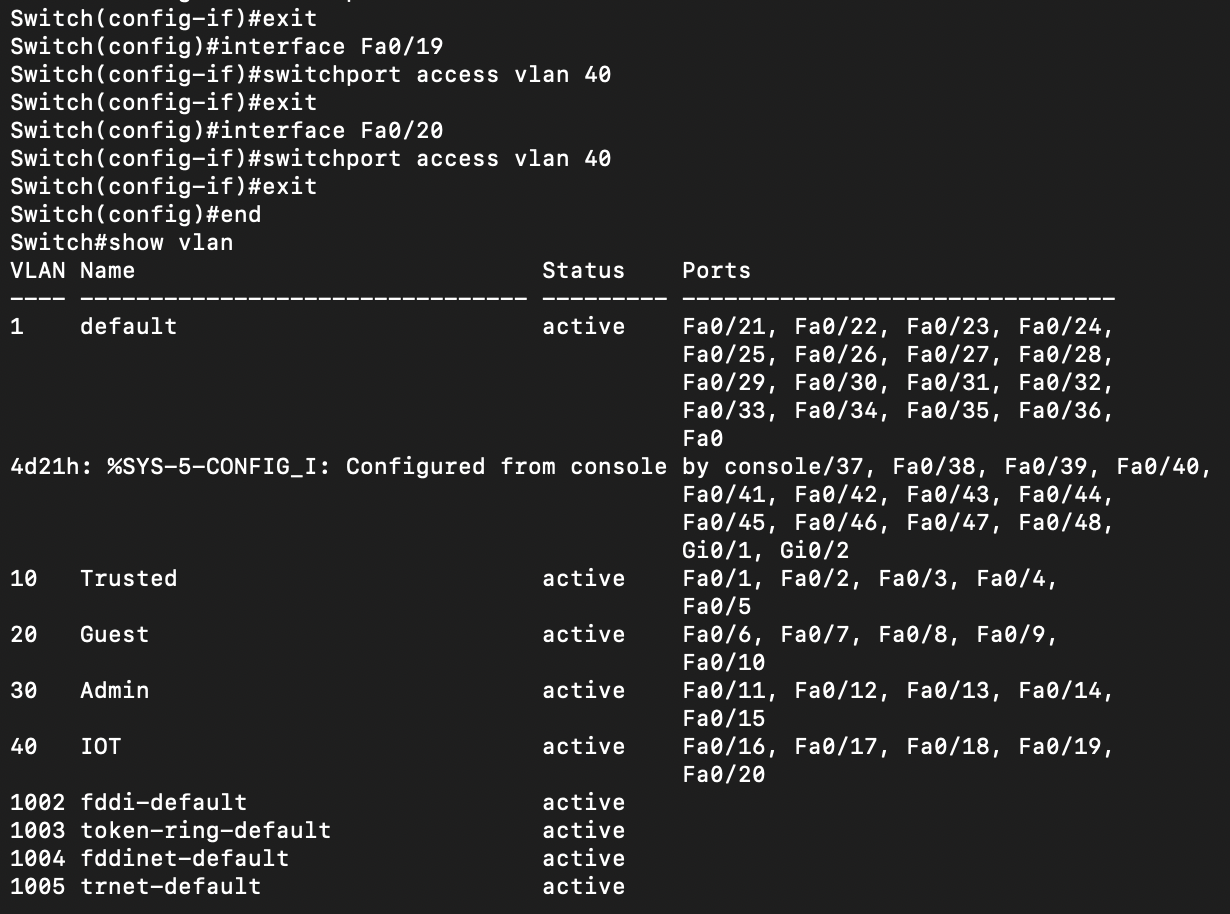 Switch(config-if)#exit
Switch(config)#interface Fa0/19
Switch(config-if)#switchport access vlan 40
Switch(config-if)#exit
Switch(config)#interface Fa0/20
Switch(config-if)#switchport access vlan 40
Switch(config-if)#exit
Switch(config)#end
Switch#show vlan
VLAN Name                             Status    Ports
---- -------------------------------- --------- -------------------------------
1    default                          active    Fa0/21, Fa0/22, Fa0/23, Fa0/24,
                                                Fa0/25, Fa0/26, Fa0/27, Fa0/28,
                                                Fa0/29, Fa0/30, Fa0/31, Fa0/32,
                                                Fa0/33, Fa0/34, Fa0/35, Fa0/36,
                                                Fa0
4d21h: %SYS-5-CONFIG_I: Configured from console by console/37, Fa0/38, Fa0/39, Fa0/40,
                                                Fa0/41, Fa0/42, Fa0/43, Fa0/44,
                                                Fa0/45, Fa0/46, Fa0/47, Fa0/48,
                                                Gi0/1, Gi0/2
10   Trusted                          active    Fa0/1, Fa0/2, Fa0/3, Fa0/4,
                                                Fa0/5
20   Guest                            active    Fa0/6, Fa0/7, Fa0/8, Fa0/9,
                                                Fa0/10
30   Admin                            active    Fa0/11, Fa0/12, Fa0/13, Fa0/14,
                                                Fa0/15
40   IOT                              active    Fa0/16, Fa0/17, Fa0/18, Fa0/19,
                                                Fa0/20
1002 fddi-default                     active
1003 token-ring-default               active
1004 fddinet-default                  active
1005 trnet-default                    active